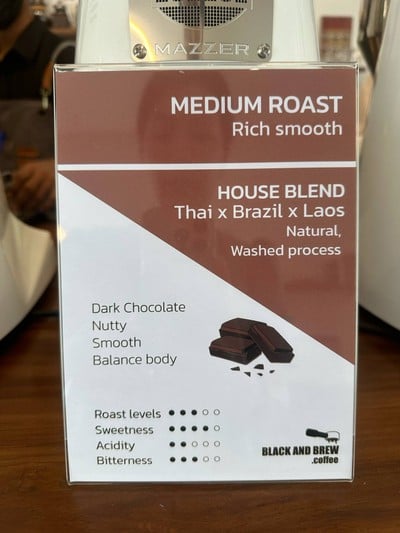 MAZZER
MEDIUM ROAST
Rich smooth
HOUSE BLEND
Thai x Brazil x Laos
Natural,
Washed process
Dark Chocolate
Nutty
Smooth
Balance body
Roast levels
Sweetness
Acidity
Bitterness
BLACK AND BREW
.coffee